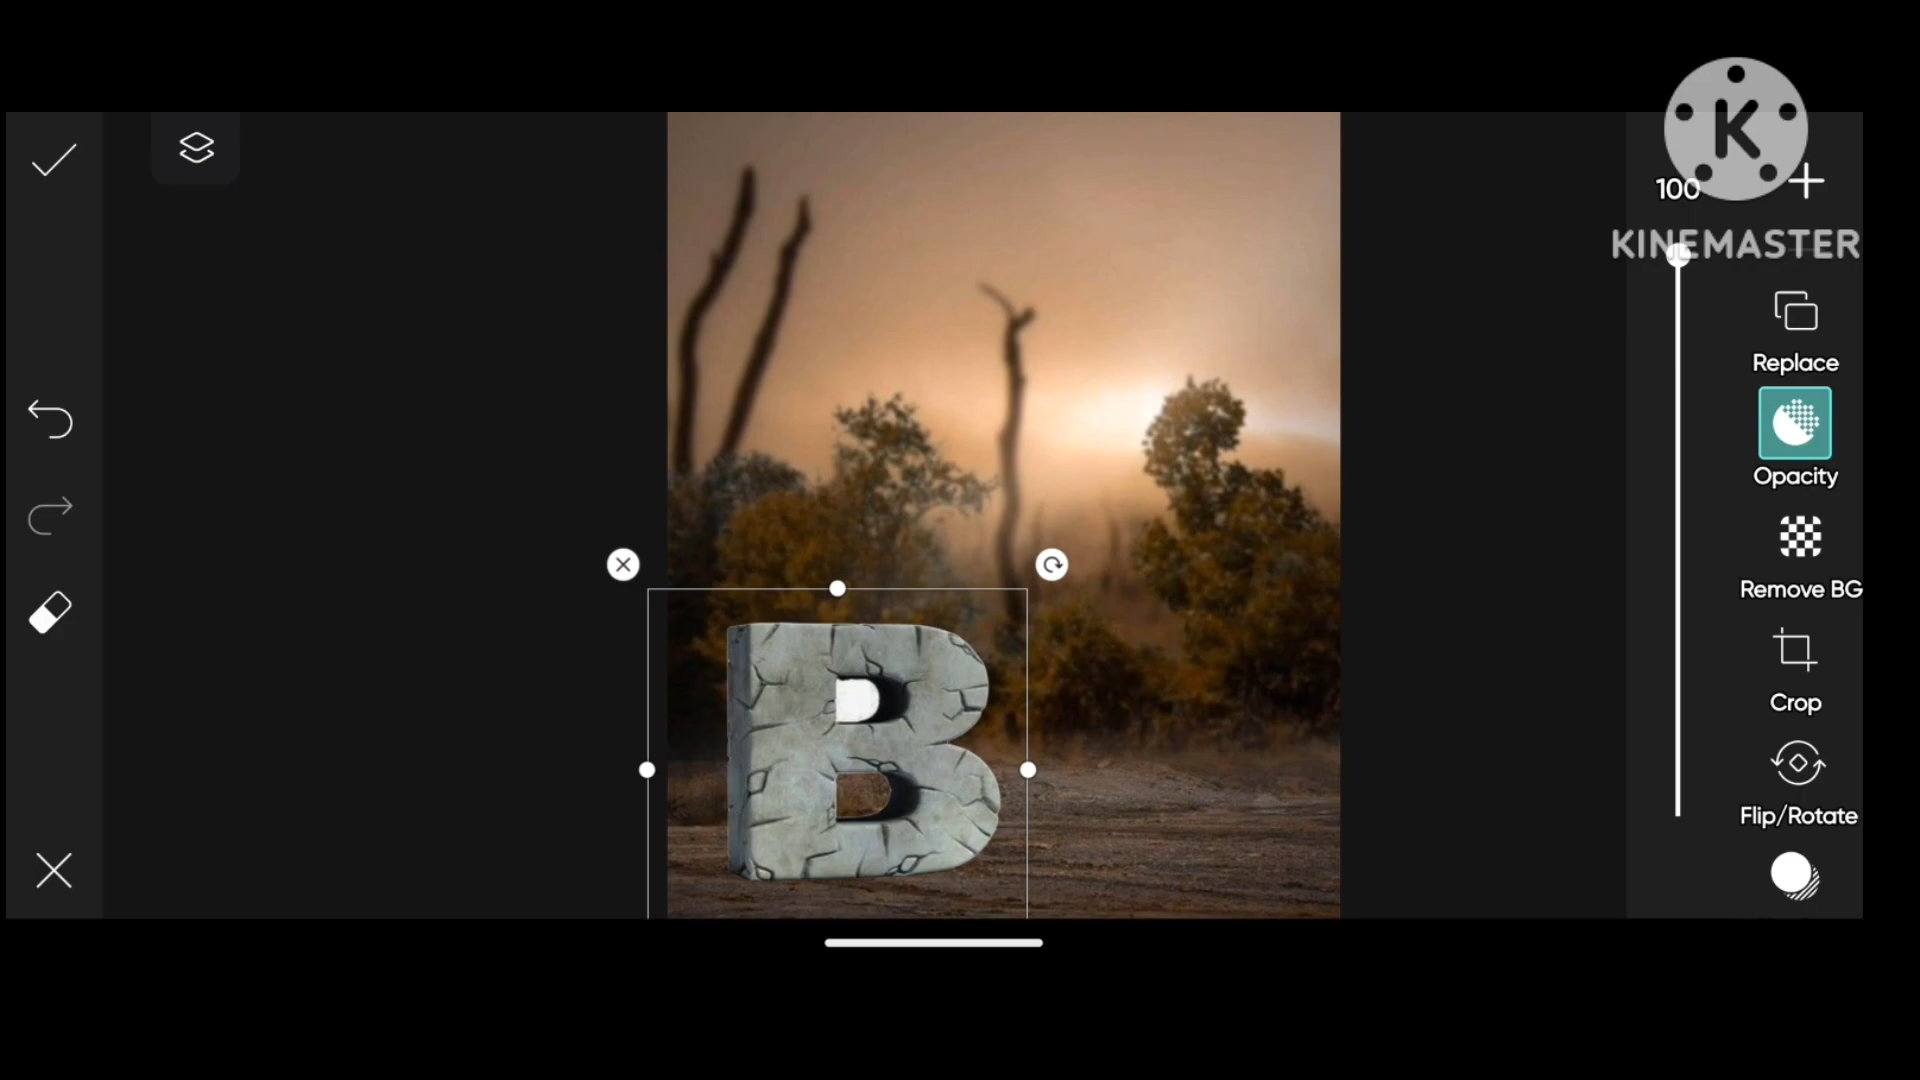 K
100
KINEMASTER
Replace
Opacity
Remove BG
Crop
Flip/Rotate
B